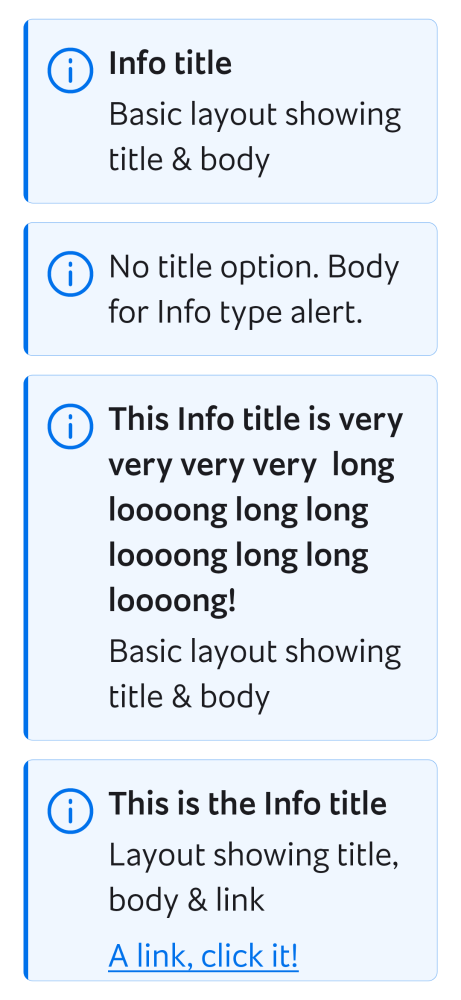 Info title
Basic layout showing
title & body
No title option. Body
for Info type alert.
This Info title is very
very very very  long
loooong long long
loooong long long
loooong!
Basic layout showing
title & body
This is the Info title
Layout showing title,
body & link
A link, click it!